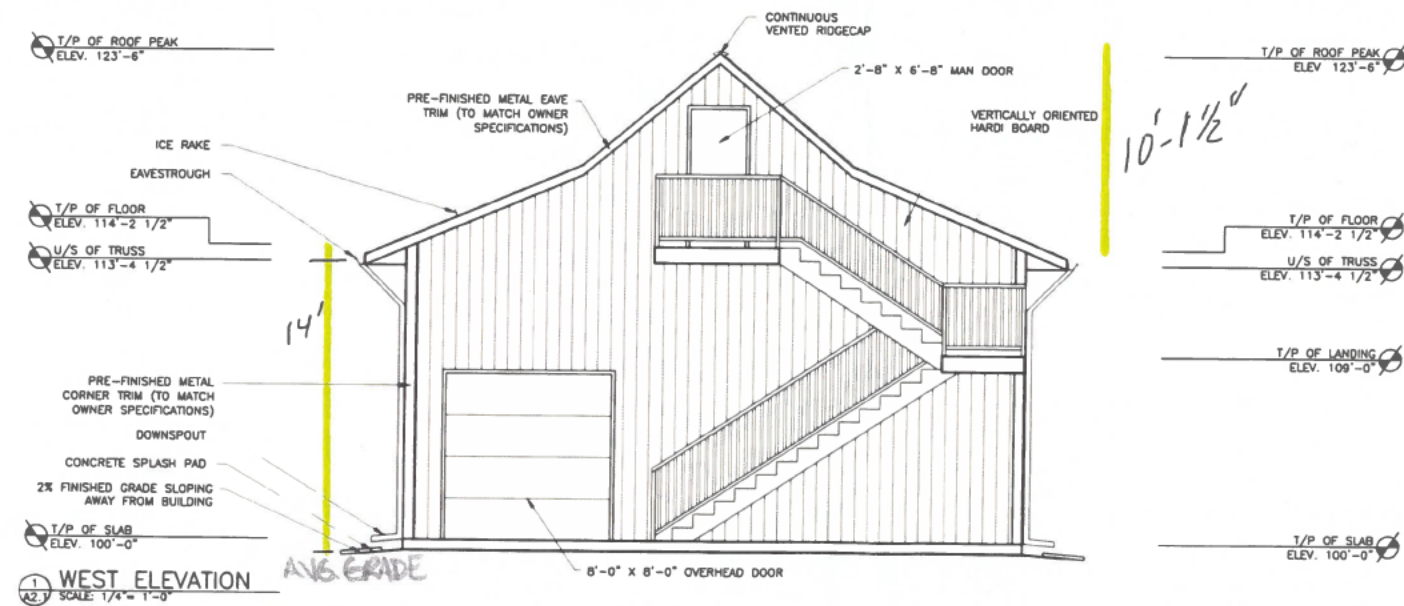 CONTINUOUS
VENTED RIDGECAP
T/P OF ROOF PEAK
ELEV. 123'-6"
T/P OF ROOF PEAK
ELEV 123'-6"
2'-8" X 6'-8" MAN DOOR
PRE-FINISHED METAL EAVE
TRIM (TO MATCH OWNER
SPECIFICATIONS)
VERTICALLY ORIENTED
HARDI BOARD
10'-1 1/2"
ICE RAKE
EAVESTROUGH
T/P OF FLOOR
ELEV. 114'-2 1/2"
U/S OF TRUSS
ELEV. 113'-4 1/2"
T/P OF FLOOR
ELEV. 114'-2 1/2"
U/S OF TRUSS
ELEV. 113'-4 1/2"
14'
T/P OF LANDING
ELEV. 109'-0"
PRE-FINISHED METAL
CORNER TRIM (TO MATCH
OWNER SPECIFICATIONS)
DOWNSPOUT
CONCRETE SPLASH PAD
2% FINISHED GRADE SLOPING
AWAY FROM BUILDING
T/P OF SLAB
ELEV. 100'-0"
T/P OF SLAB
ELEV. 100'-0"
AVG. GRADE
8'-0" X 8'-0" OVERHEAD DOOR
1 WEST ELEVATION
A2.1 SCALE: 1/4"= 1'-0"